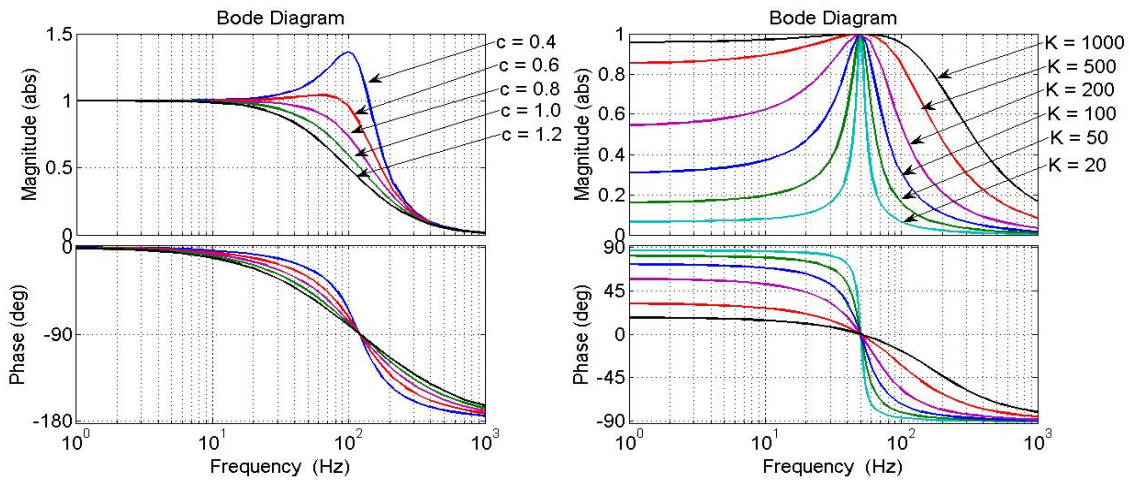 Bode Diagram
Magnitude (abs)
1.5
1
0.5
0
c = 0.4
c = 0.6
c = 0.8
c = 1.0
c = 1.2
Phase (deg)
0
-90
-180
10^0
10^1
10^2
10^3
Frequency (Hz)
Bode Diagram
Magnitude (abs)
1
0.8
0.6
0.4
0.2
0
K = 1000
K = 500
K = 200
K = 100
K = 50
K = 20
Phase (deg)
90
45
0
-45
-90
10^0
10^1
10^2
10^3
Frequency (Hz)